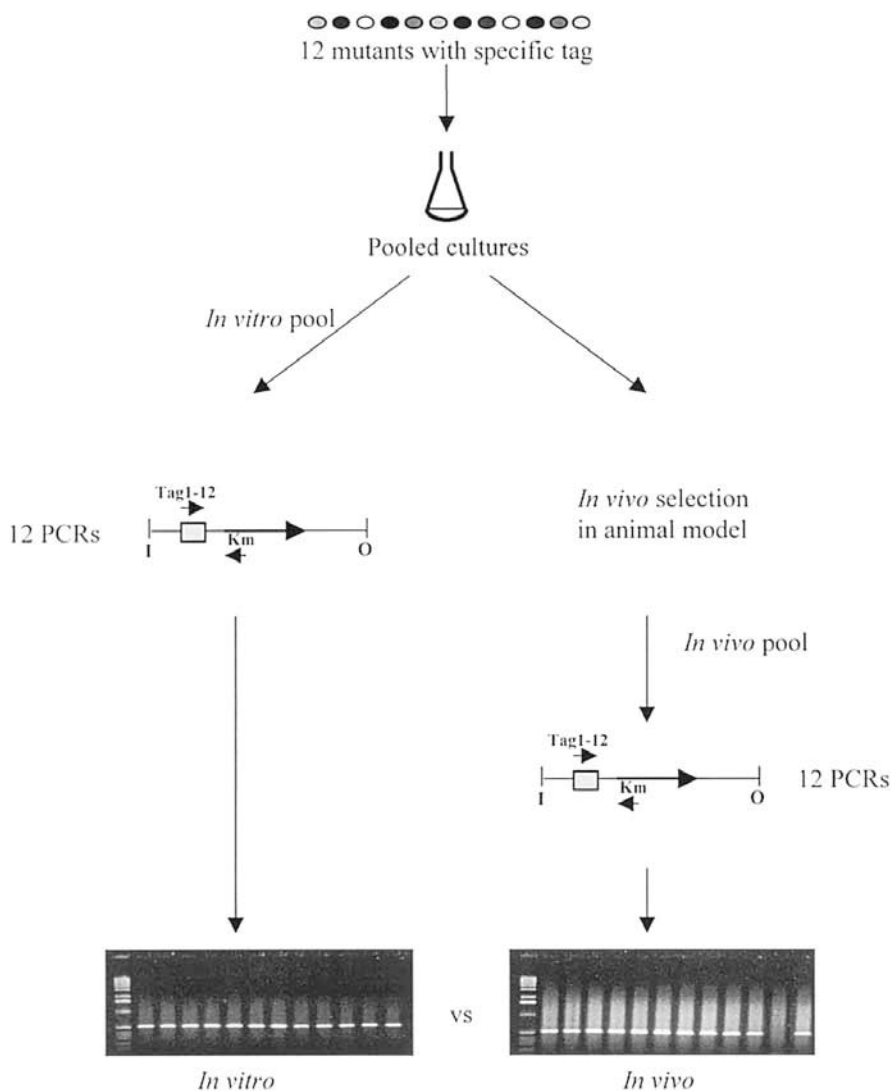 12 mutants with specific tag
Pooled cultures
In vitro pool
Tag1-12
12 PCRs
Km
I
O
In vivo selection
in animal model
In vivo pool
Tag1-12
12 PCRs
Km
I
O
vs
In vitro
In vivo